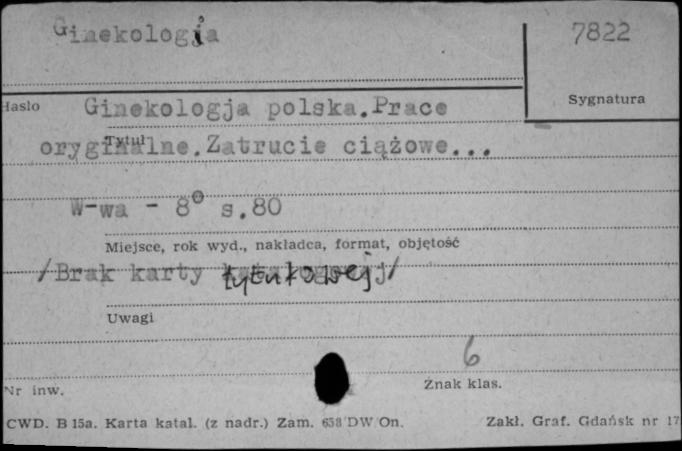 Ginekologja
7822
Hasło
Ginekologja polska.Prace
Sygnatura
oryginalne.Zatrucie ciążowe...
Tytuł
W-wa - 8° s.80
Miejsce, rok wyd., nakładca, format, objętość
/Brak karty tytułowej/
Uwagi
6
Nr inw.
Znak klas.
CWD. B 15a. Karta katal. (z nadr.) Zam. 658 DW On.
Zakł. Graf. Gdańsk nr 17